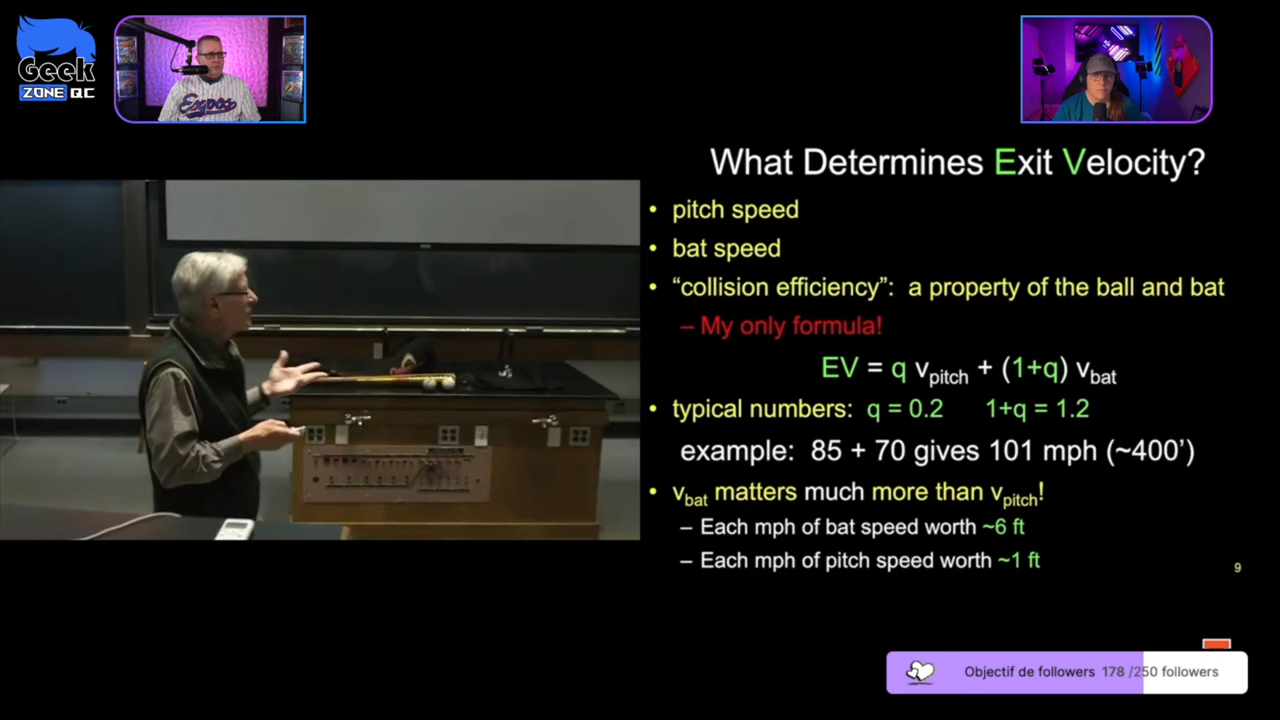 Geek
ZONE QC
Expos
What Determines Exit Velocity?
• pitch speed
• bat speed
• “collision efficiency”: a property of the ball and bat
– My only formula!
EV = q vpitch + (1+q) vbat
• typical numbers: q = 0.2 1+q = 1.2
example: 85 + 70 gives 101 mph (~400’)
• vbat matters much more than vpitch!
– Each mph of bat speed worth ~6 ft
– Each mph of pitch speed worth ~1 ft
9
Objectif de followers 178 /250 followers